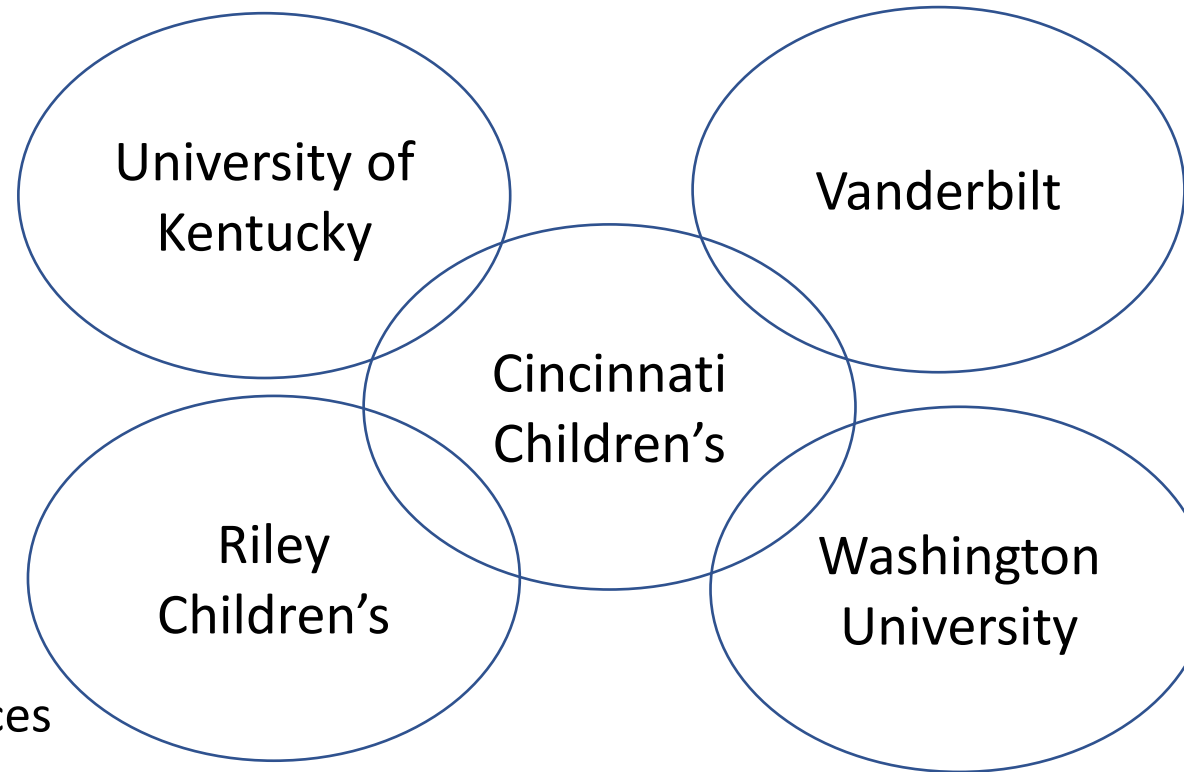 University of
Kentucky
Vanderbilt
Cincinnati
Children’s
Riley
Children’s
Washington
University
ces